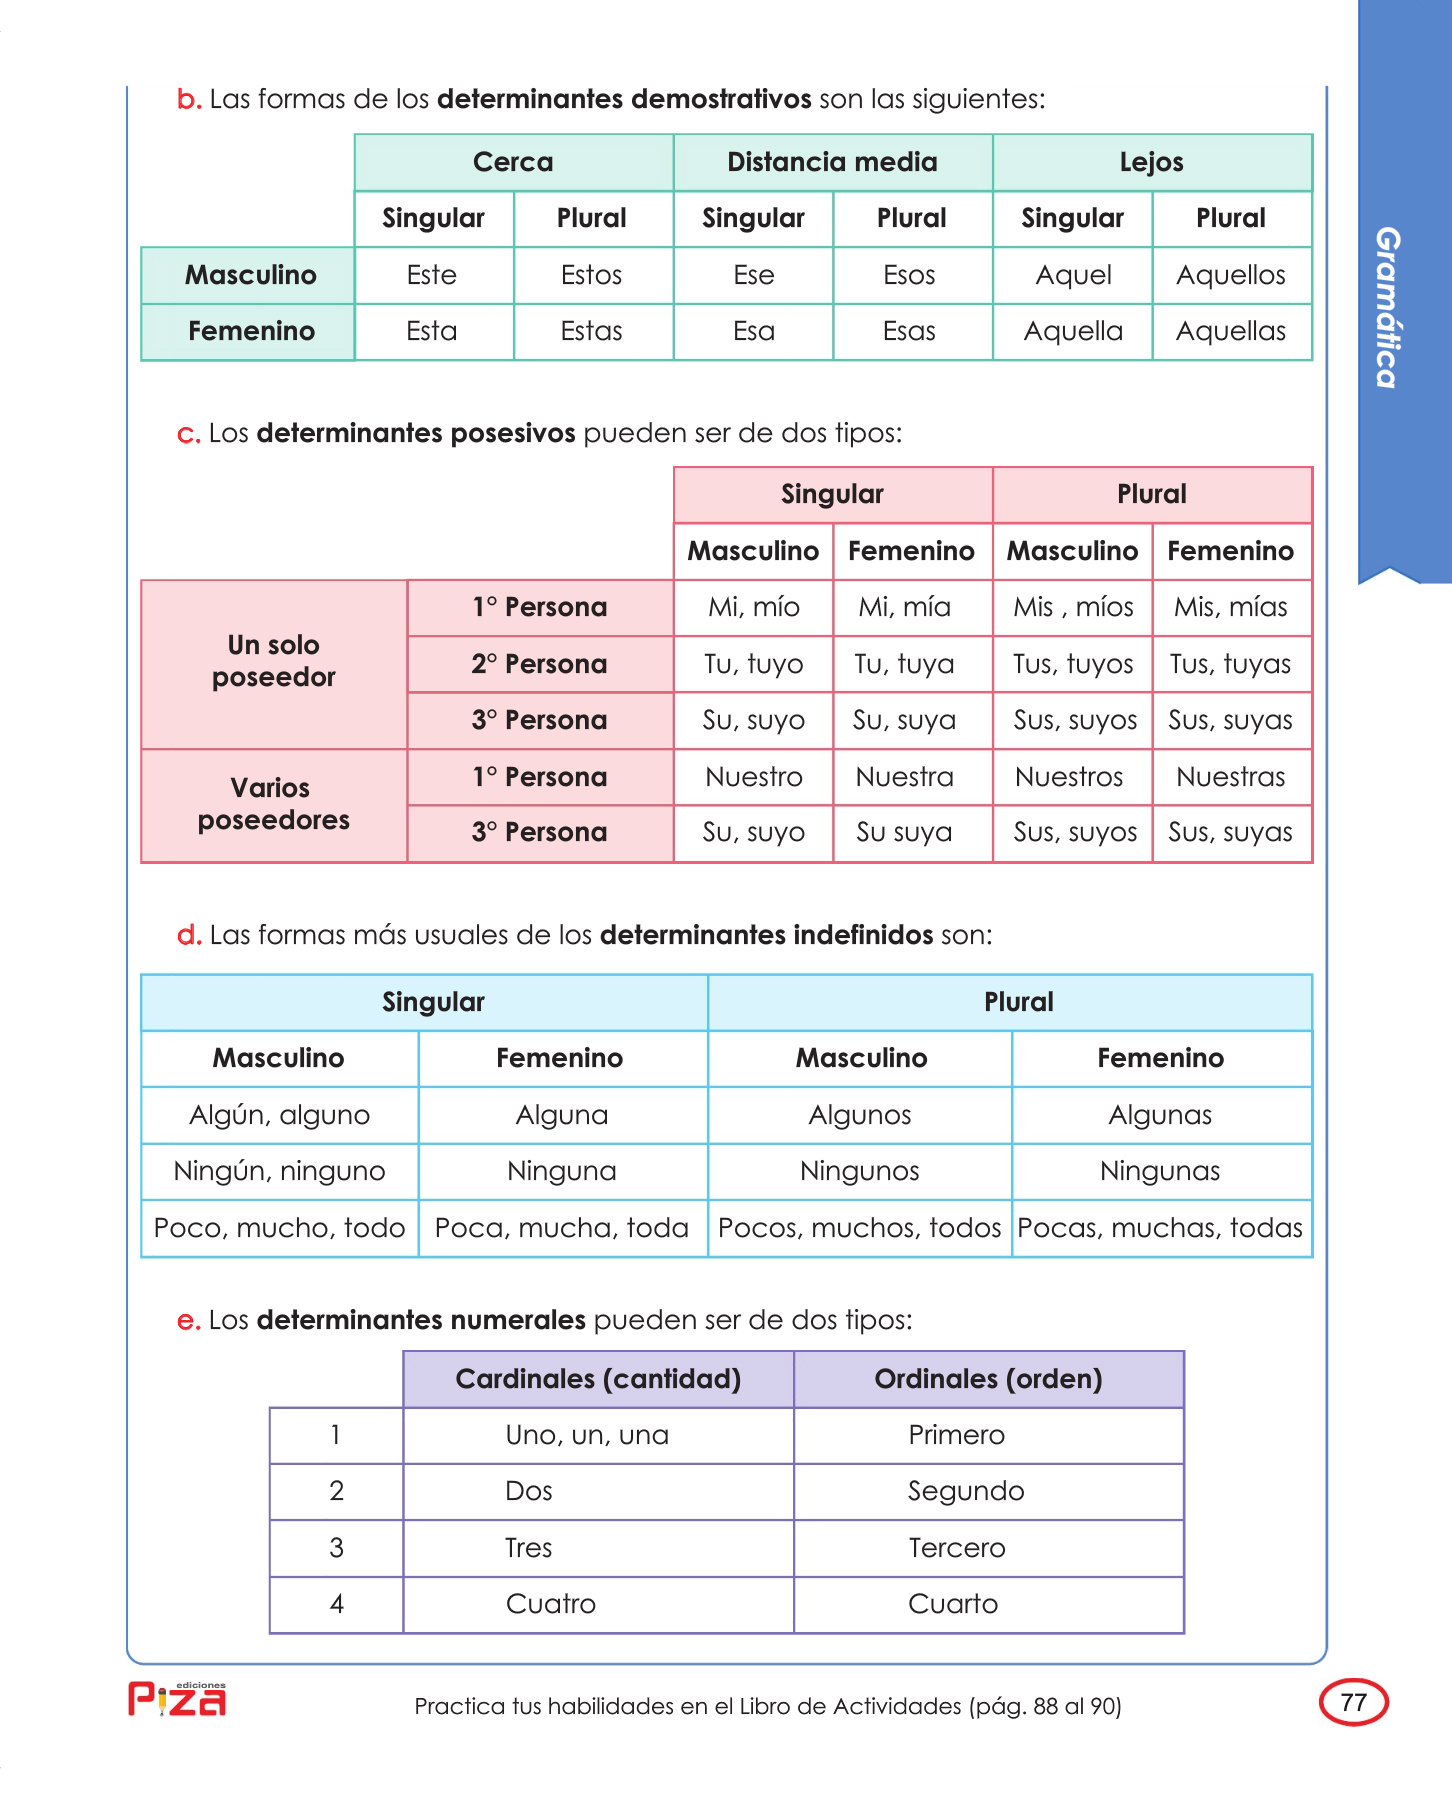 b. Las formas de los determinantes demostrativos son las siguientes:
Cerca Distancia media Lejos
Singular Plural Singular Plural Singular Plural
Masculino Este Estos Ese Esos Aquel Aquellos
Femenino Esta Estas Esa Esas Aquella Aquellas
Gramática
c. Los determinantes posesivos pueden ser de dos tipos:
Singular Plural
Masculino Femenino Masculino Femenino
Un solo
poseedor
1° Persona Mi, mío Mi, mía Mis , míos Mis, mías
2° Persona Tu, tuyo Tu, tuya Tus, tuyos Tus, tuyas
3° Persona Su, suyo Su, suya Sus, suyos Sus, suyas
Varios
poseedores
1° Persona Nuestro Nuestra Nuestros Nuestras
3° Persona Su, suyo Su suya Sus, suyos Sus, suyas
d. Las formas más usuales de los determinantes indefinidos son:
Singular Plural
Masculino Femenino Masculino Femenino
Algún, alguno Alguna Algunos Algunas
Ningún, ninguno Ninguna Ningunos Ningunas
Poco, mucho, todo Poca, mucha, toda Pocos, muchos, todos Pocas, muchas, todas
e. Los determinantes numerales pueden ser de dos tipos:
Cardinales (cantidad) Ordinales (orden)
1 Uno, un, una Primero
2 Dos Segundo
3 Tres Tercero
4 Cuatro Cuarto
ediciones
Piza
Practica tus habilidades en el Libro de Actividades (pág. 88 al 90)
77